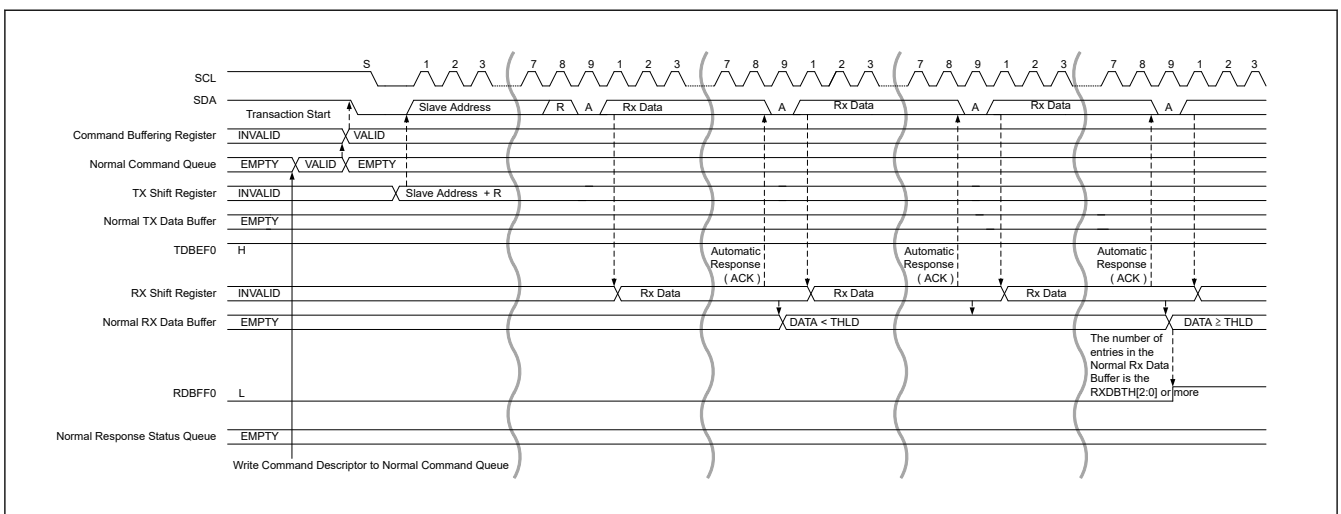 S 1 2 3 7 8 9 1 2 3 7 8 9 1 2 3 7 8 9 1 2 3 7 8 9 1 2 3
SCL
SDA Transaction Start Slave Address R A Rx Data A Rx Data A Rx Data A
Command Buffering Register INVALID VALID
Normal Command Queue EMPTY VALID EMPTY
TX Shift Register INVALID Slave Address + R
Normal TX Data Buffer EMPTY
TDBEF0 H
Automatic Response ( ACK ) Automatic Response ( ACK ) Automatic Response ( ACK )
RX Shift Register INVALID Rx Data Rx Data Rx Data
Normal RX Data Buffer EMPTY DATA < THLD DATA ≥ THLD
The number of
entries in the
Normal Rx Data
Buffer is the
RXDBTH[2:0] or more
RDBFF0 L
Normal Response Status Queue EMPTY
Write Command Descriptor to Normal Command Queue